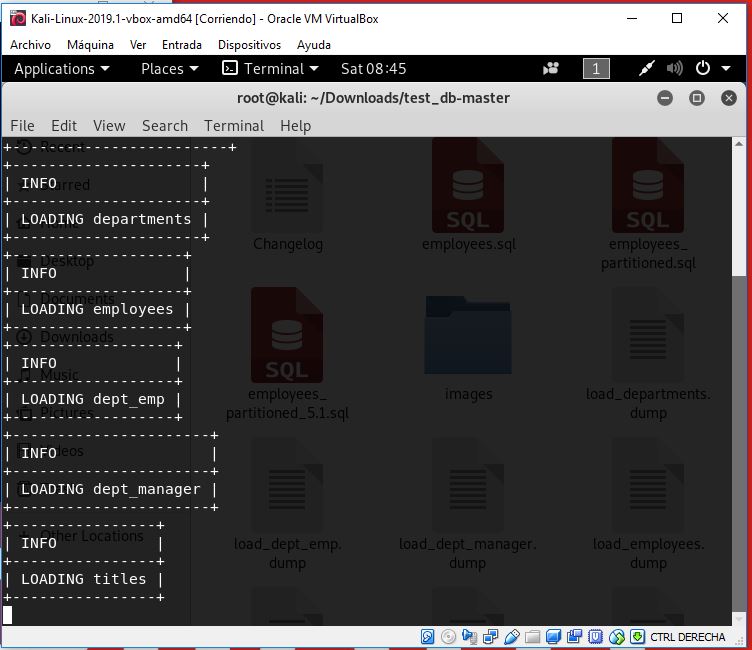 Kali-Linux-2019.1-vbox-amd64 [Corriendo] - Oracle VM VirtualBox
Archivo Máquina Ver Entrada Dispositivos Ayuda
Applications Places Terminal Sat 08:45 1
root@kali: ~/Downloads/test_db-master
File Edit View Search Terminal Help
+------------------------+
+---------------------+
| INFO                |
+---------------------+
| LOADING departments |
+---------------------+
+-------------------+
| INFO              |
+-------------------+
| LOADING employees |
+-------------------+
+------------------+
| INFO             |
+------------------+
| LOADING dept_emp |
+------------------+
+----------------------+
| INFO                 |
+----------------------+
| LOADING dept_manager |
+----------------------+
+----------------+
| INFO           |
+----------------+
| LOADING titles |
+----------------+
Recent
Starred
Home
Desktop
Documents
Downloads
Music
Pictures
Videos
Other Locations
Changelog
SQL
employees.sql
SQL
employees_
partitioned.sql
SQL
employees_
partitioned_5.1.sql
images
load_departments.
dump
load_dept_emp.
dump
load_dept_manager.
dump
load_employees.
dump
CTRL DERECHA